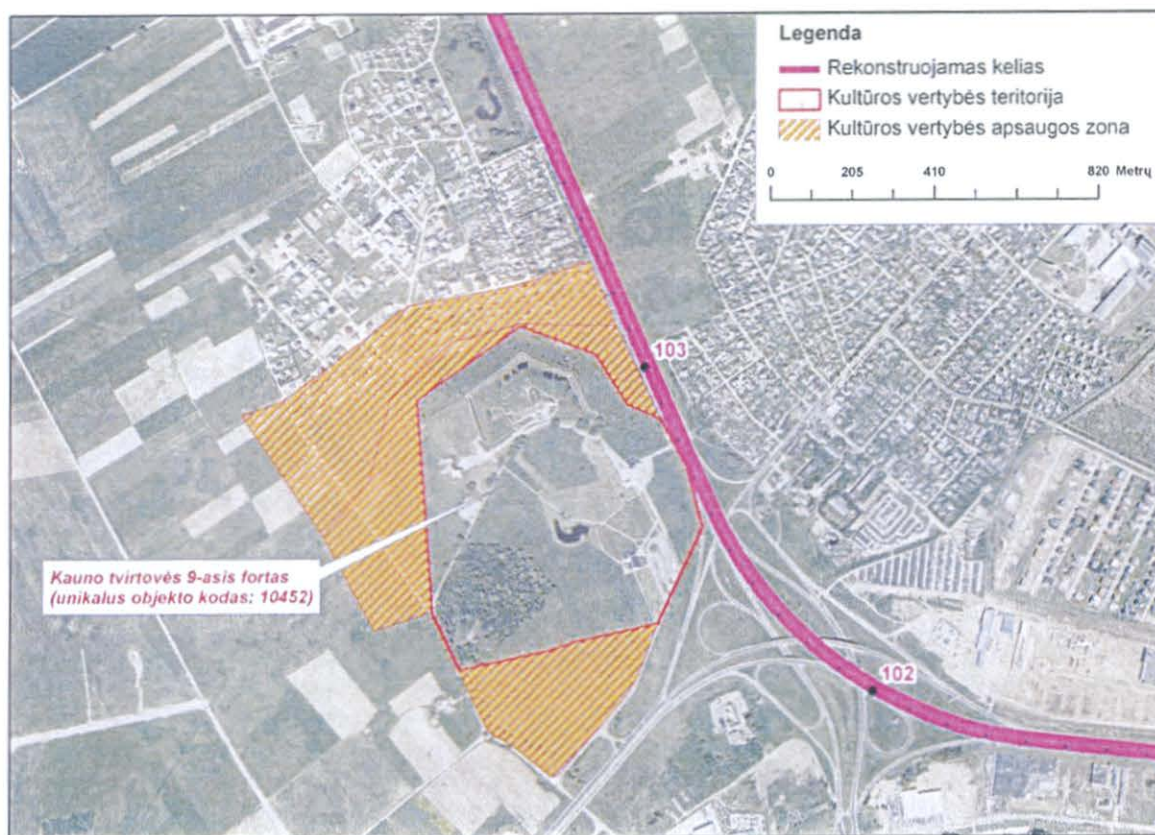 Legenda
Rekonstruojamas kelias
Kultūros vertybės teritorija
Kultūros vertybės apsaugos zona
0 205 410 820 Metrų
103
Kauno tvirtovės 9-asis fortas
(unikalus objekto kodas: 10452)
102